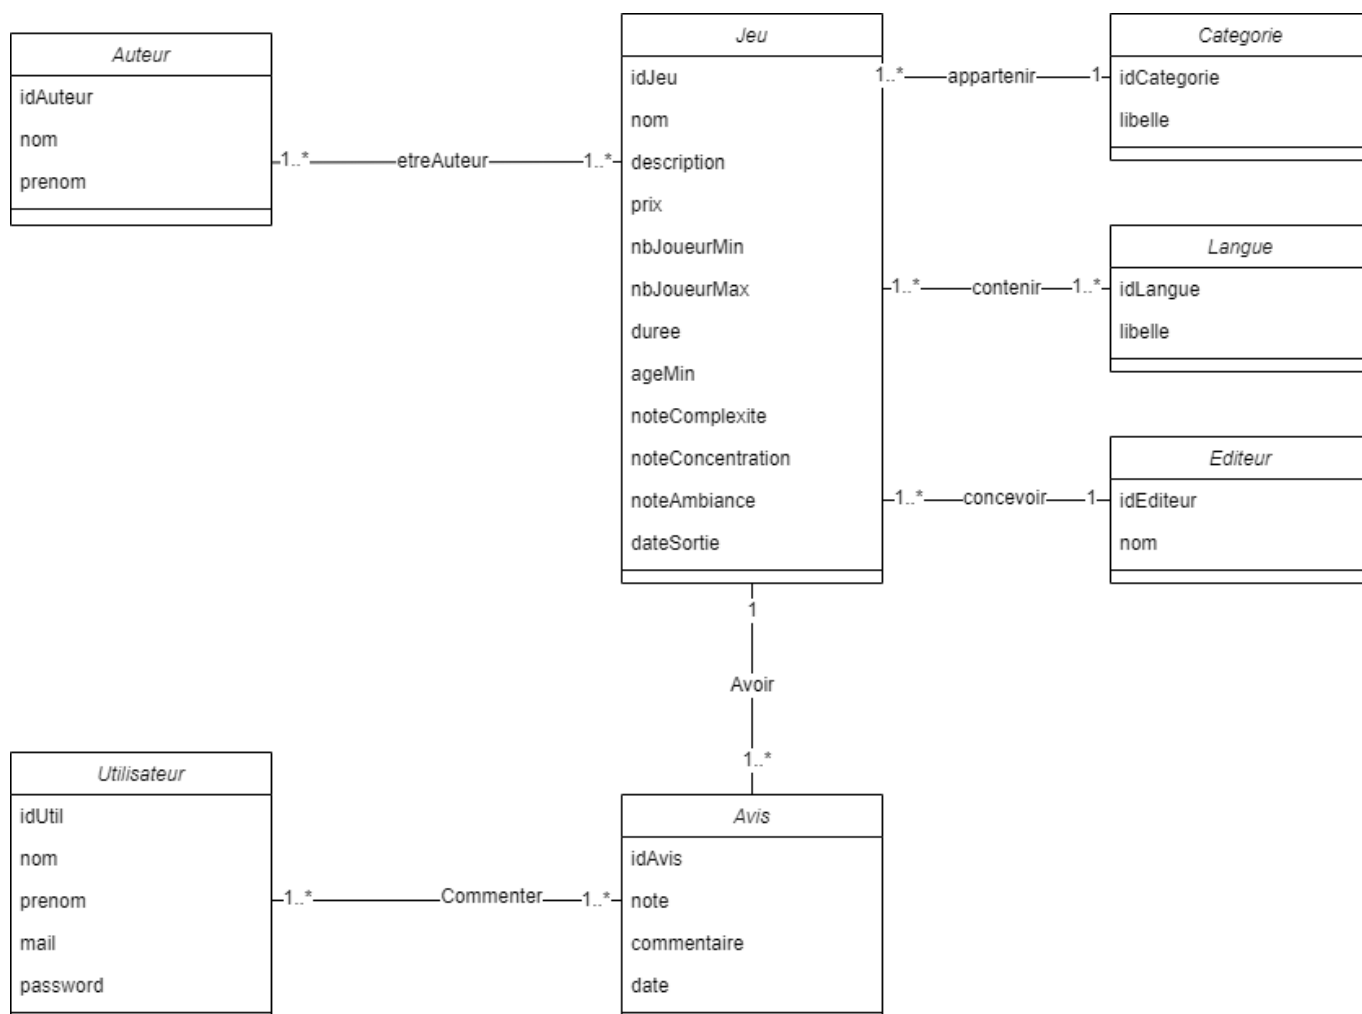 Auteur
idAuteur
nom
prenom
1..*
etreAuteur
1..*
Jeu
idJeu
nom
description
prix
nbJoueurMin
nbJoueurMax
duree
ageMin
noteComplexite
noteConcentration
noteAmbiance
dateSortie
1..*
appartenir
1
Categorie
idCategorie
libelle
1..*
contenir
1..*
Langue
idLangue
libelle
1..*
concevoir
1
Editeur
idEditeur
nom
1
Avoir
1..*
Utilisateur
idUtil
nom
prenom
mail
password
1..*
Commenter
1..*
Avis
idAvis
note
commentaire
date